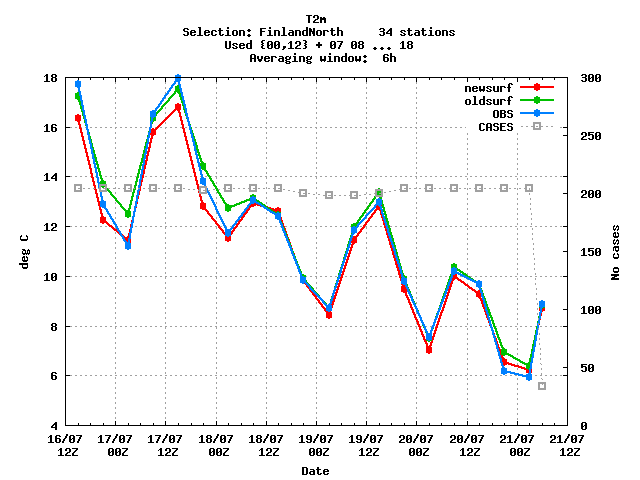 T2m
Selection: FinlandNorth     34 stations
Used {00,12} + 07 08 ... 18
Averaging window:  6h
newsurf
oldsurf
OBS
CASES
18
16
14
12
10
8
6
4
deg C
300
250
200
150
100
50
0
No cases
16/07 17/07 17/07 18/07 18/07 19/07 19/07 20/07 20/07 21/07 21/07
12Z 00Z 12Z 00Z 12Z 00Z 12Z 00Z 12Z 00Z 12Z
Date